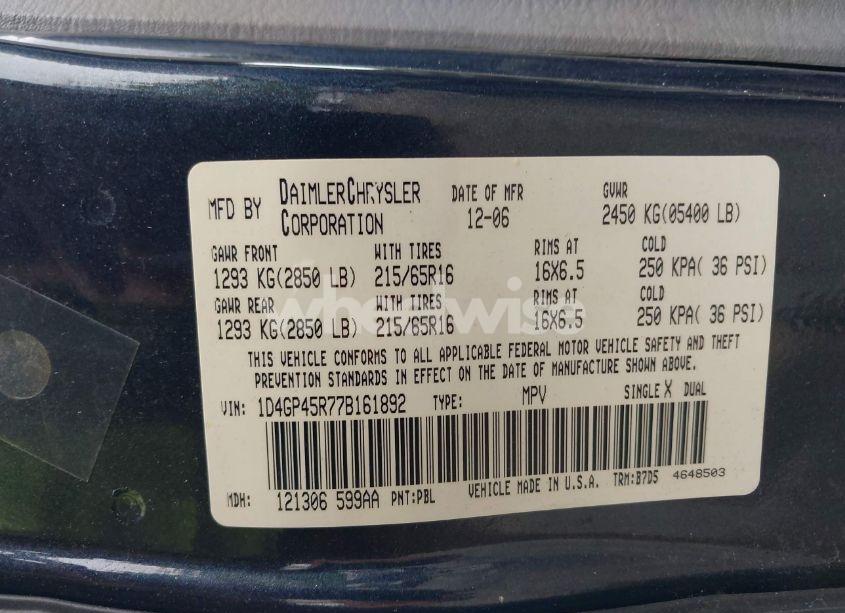 MFD BY DAIMLERCHRYSLER CORPORATION DATE OF MFR 12-06 GVWR 2450 KG(05400 LB)
GAWR FRONT WITH TIRES RIMS AT COLD
1293 KG(2850 LB) 215/65R16 16X6.5 250 KPA( 36 PSI)
GAWR REAR WITH TIRES RIMS AT COLD
1293 KG(2850 LB) 215/65R16 16X6.5 250 KPA( 36 PSI)
THIS VEHICLE CONFORMS TO ALL APPLICABLE FEDERAL MOTOR VEHICLE SAFETY AND THEFT
PREVENTION STANDARDS IN EFFECT ON THE DATE OF MANUFACTURE SHOWN ABOVE.
VIN: 1D4GP45R77B161892 TYPE: MPV SINGLE X DUAL
MDH: 121306 599AA PNT:PBL VEHICLE MADE IN U.S.A. TRM:B7D5 4648503
wheelwise